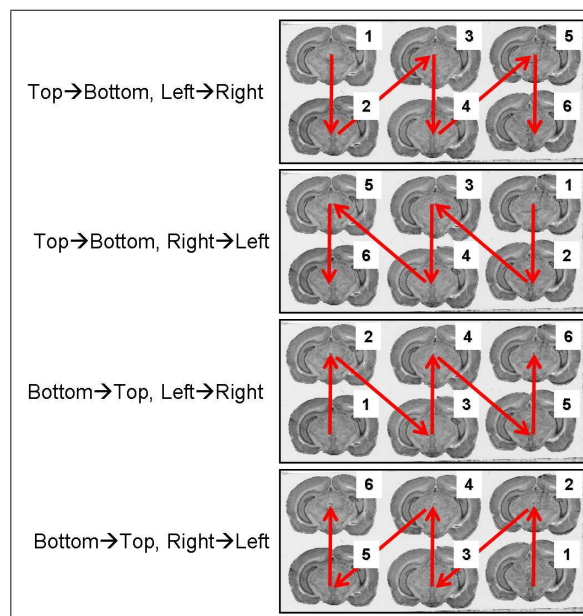 1 3 5
Top→Bottom, Left→Right
2 4 6
5 3 1
Top→Bottom, Right→Left
6 4 2
2 4 6
Bottom→Top, Left→Right
1 3 5
6 4 2
Bottom→Top, Right→Left
5 3 1